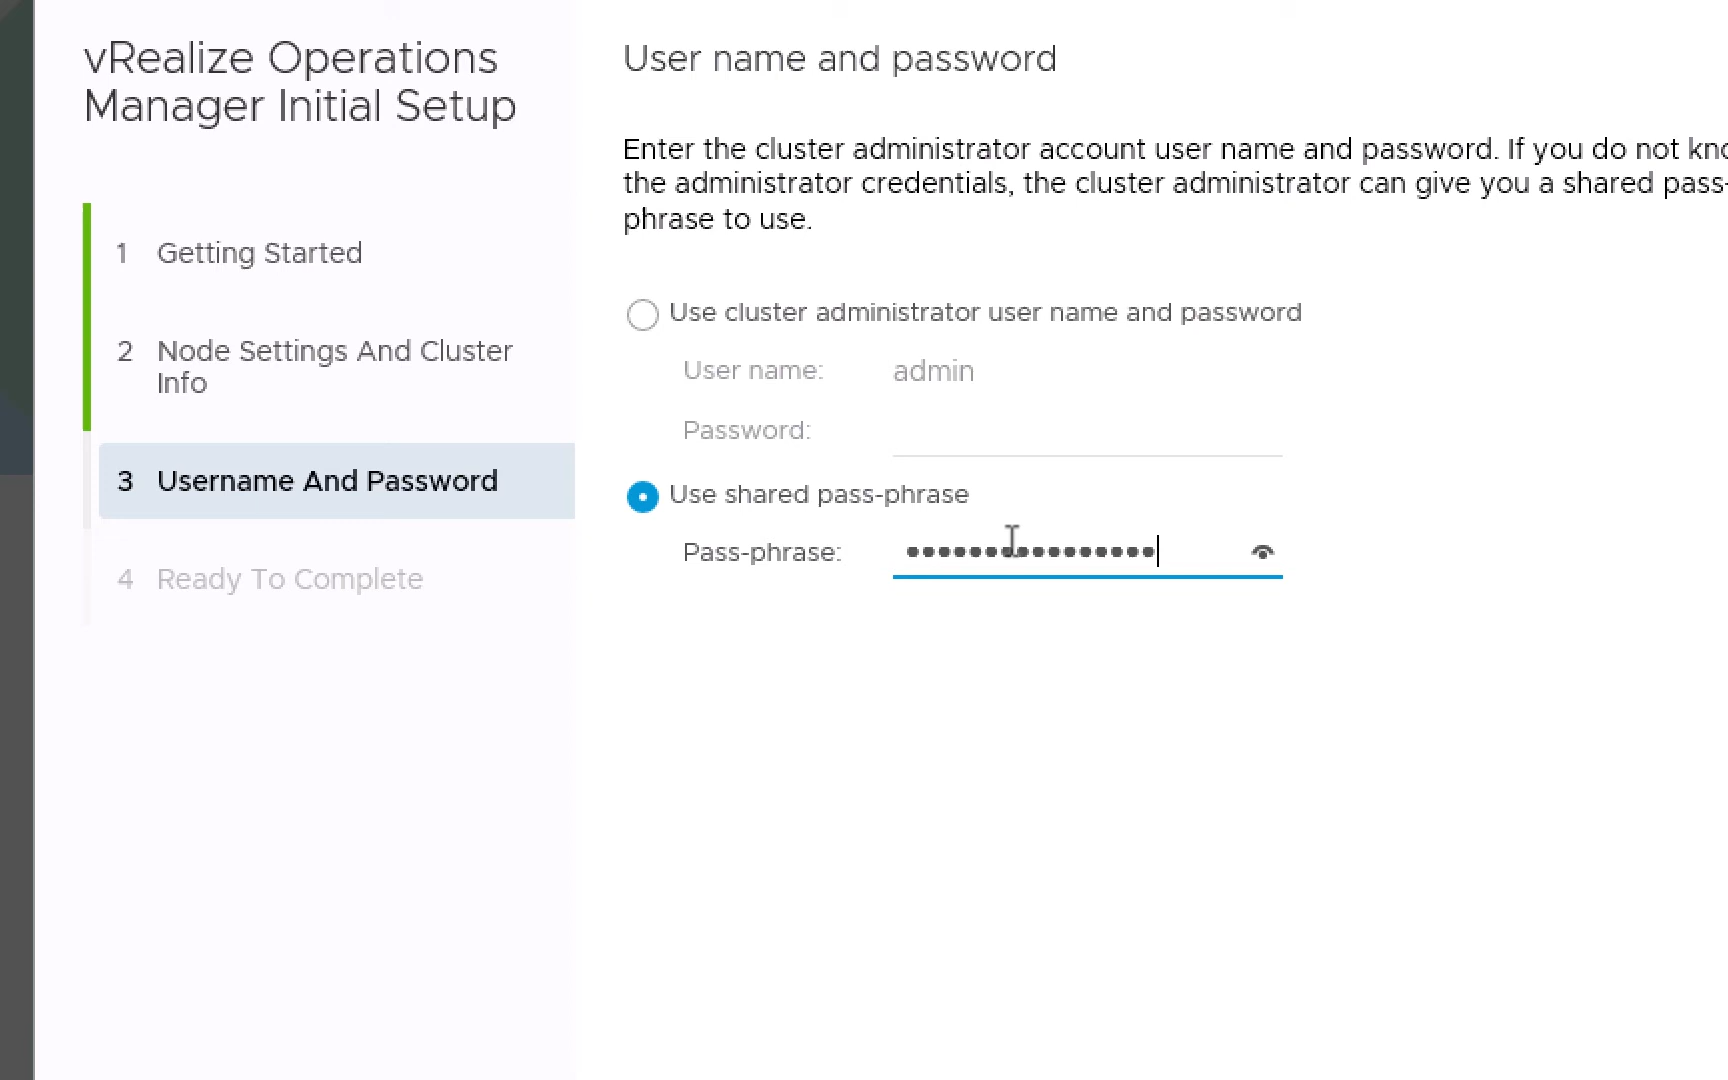 vRealize Operations
Manager Initial Setup
1 Getting Started
2 Node Settings And Cluster
Info
3 Username And Password
4 Ready To Complete
User name and password
Enter the cluster administrator account user name and password. If you do not
the administrator credentials, the cluster administrator can give you a shared pass-
phrase to use.
Use cluster administrator user name and password
User name: admin
Password:
Use shared pass-phrase
Pass-phrase: ••••••••••••••••